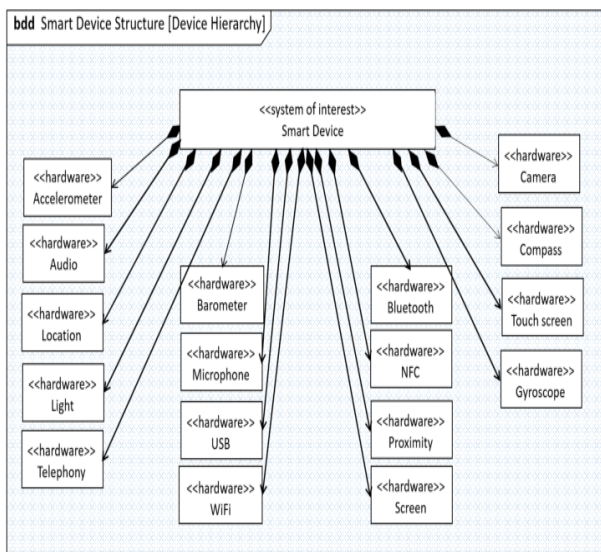 bdd Smart Device Structure [Device Hierarchy]
<<system of interest>>
Smart Device
<<hardware>>
Accelerometer
<<hardware>>
Audio
<<hardware>>
Location
<<hardware>>
Light
<<hardware>>
Telephony
<<hardware>>
Barometer
<<hardware>>
Microphone
<<hardware>>
USB
<<hardware>>
WiFi
<<hardware>>
Bluetooth
<<hardware>>
NFC
<<hardware>>
Proximity
<<hardware>>
Screen
<<hardware>>
Camera
<<hardware>>
Compass
<<hardware>>
Touch screen
<<hardware>>
Gyroscope